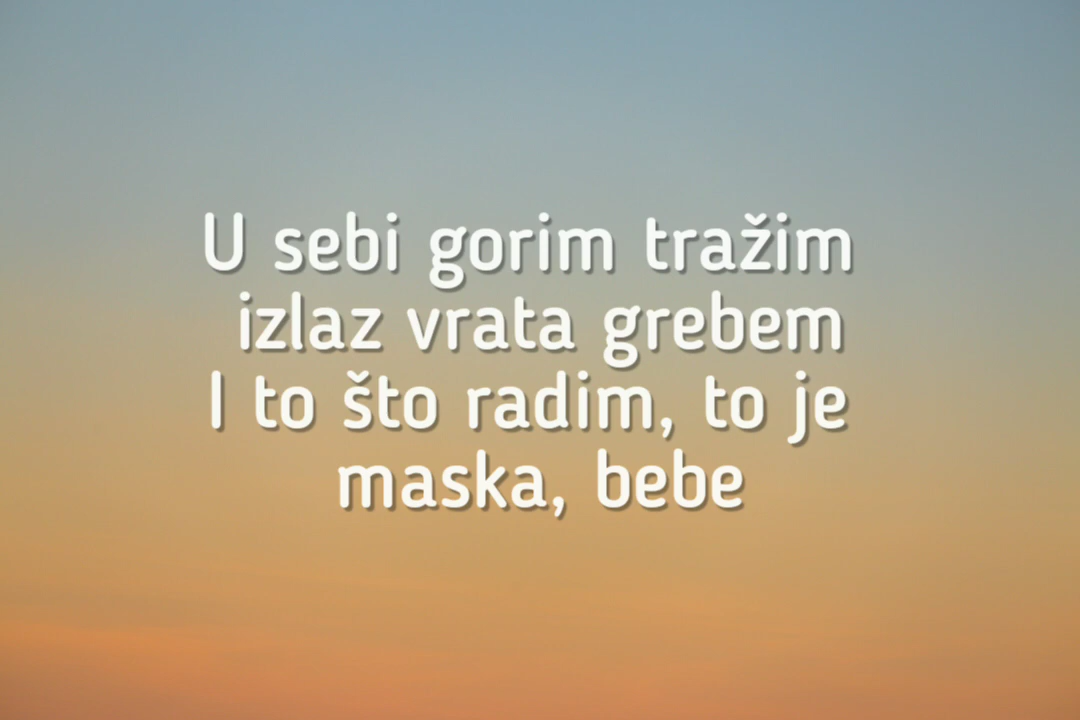 U sebi gorim tražim
izlaz vrata grebem
I to što radim, to je
maska, bebe